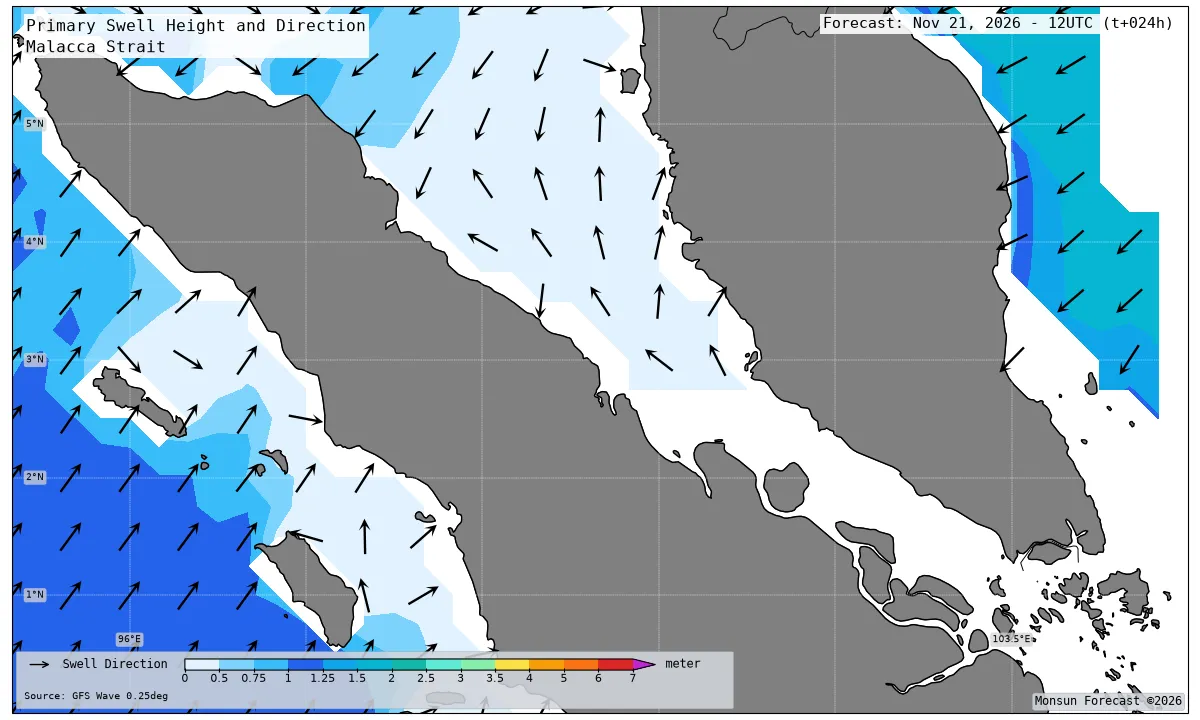 Primary Swell Height and Direction
Malacca Strait
Forecast: Nov 21, 2026 - 12UTC (t+024h)
5°N
4°N
3°N
2°N
1°N
96°E
103.5°E
Swell Direction
meter
0 0.5 0.75 1 1.25 1.5 2 2.5 3 3.5 4 5 6 7
Source: GFS Wave 0.25deg
Monsun Forecast ©2026